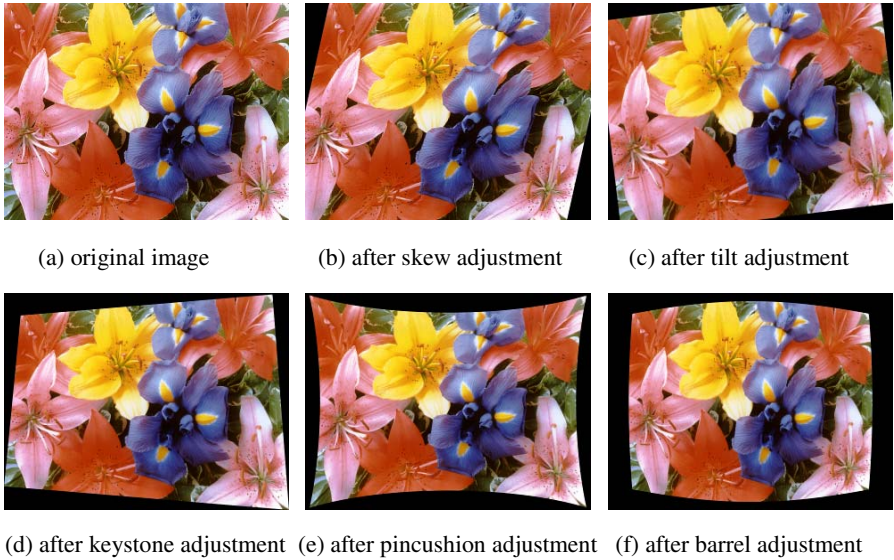 (a) original image
(b) after skew adjustment
(c) after tilt adjustment
(d) after keystone adjustment
(e) after pincushion adjustment
(f) after barrel adjustment